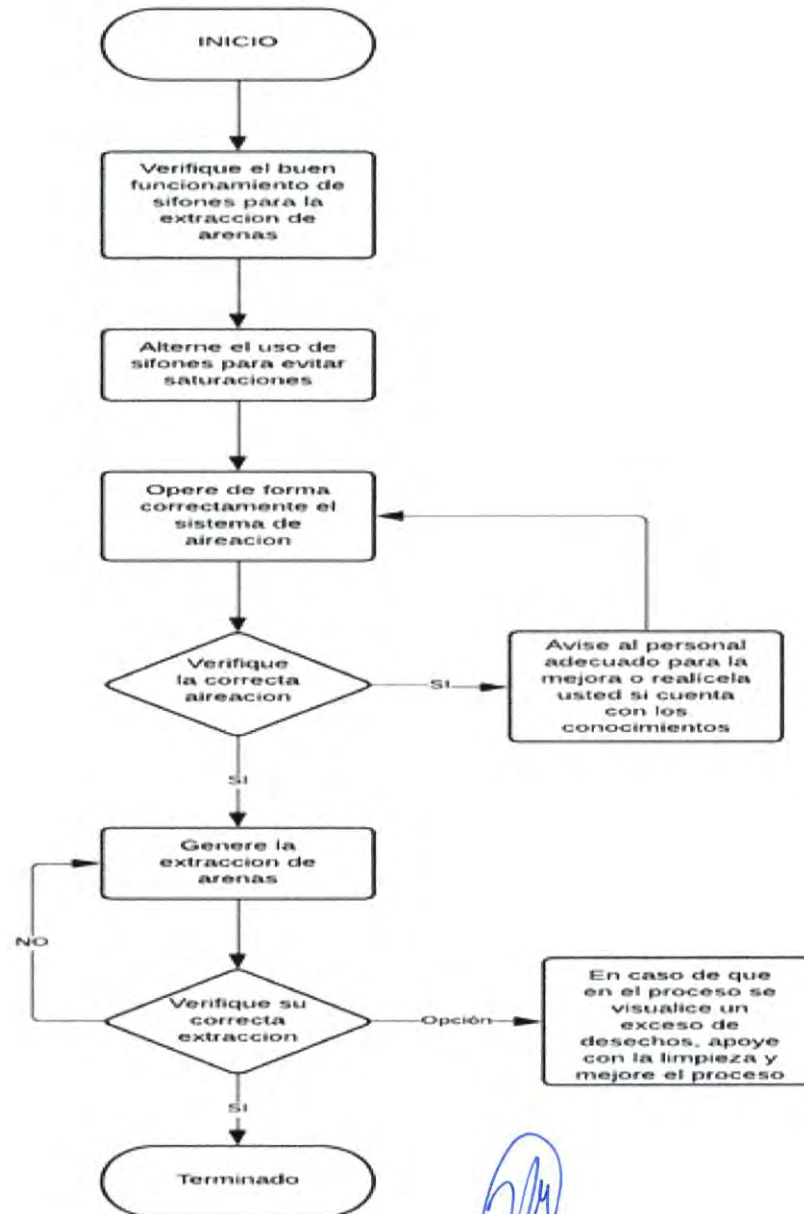 INICIO
Verifique el buen
funcionamiento de
sifones para la
extraccion de
arenas
Alterne el uso de
sifones para evitar
saturaciones
Opere de forma
correctamente el
sistema de
aireacion
Verifique
la correcta
aireacion
SI
Avise al personal
adecuado para la
mejora o realícela
usted si cuenta
con los
conocimientos
SI
Genere la
extraccion de
arenas
NO
Verifique su
correcta
extraccion
Opción
En caso de que
en el proceso se
visualice un
exceso de
desechos, apoye
con la limpieza y
mejore el proceso
SI
Terminado